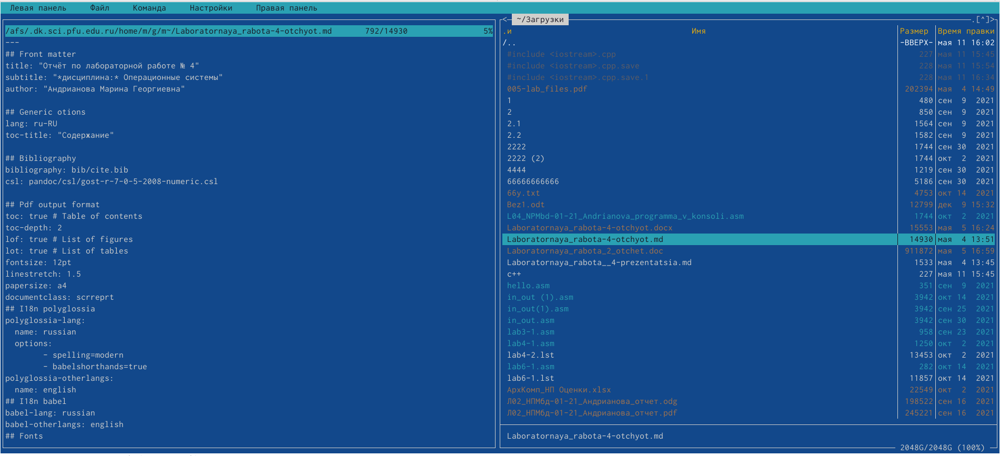 Левая панель     Файл     Команда     Настройки     Правая панель
/afs/.dk.sci.pfu.edu.ru/home/m/g/m~/Laboratornaya_rabota-4-otchyot.md       792/14930                5%
---
## Front matter
title: "Отчёт по лабораторной работе № 4"
subtitle: "*дисциплина:* Операционные системы"
author: "Андрианова Марина Георгиевна"

## Generic otions
lang: ru-RU
toc-title: "Содержание"

## Bibliography
bibliography: bib/cite.bib
csl: pandoc/csl/gost-r-7-0-5-2008-numeric.csl

## Pdf output format
toc: true # Table of contents
toc-depth: 2
lof: true # List of figures
lot: true # List of tables
fontsize: 12pt
linestretch: 1.5
papersize: a4
documentclass: scrreprt
## I18n polyglossia
polyglossia-lang:
  name: russian
  options:
        - spelling=modern
        - babelshorthands=true
polyglossia-otherlangs:
  name: english
## I18n babel
babel-lang: russian
babel-otherlangs: english
## Fonts
<─ ~/Загрузки .[^]>
.и Имя Размер Время правки
/.. -ВВЕРХ- мая 11 16:02
#include <iostream>.cpp 227 мая 11 15:45
#include <iostream>.cpp.save 228 мая 11 15:54
#include <iostream>.cpp.save.1 228 мая 11 16:34
005-lab_files.pdf 202394 мая  4 14:49
1 480 сен  9  2021
2 850 сен  9  2021
2.1 1564 сен  9  2021
2.2 1582 сен  9  2021
2222 1744 сен 30  2021
2222 (2) 1744 окт  2  2021
4444 1219 сен 30  2021
66666666666 5186 сен 30  2021
66y.txt 4753 окт 14  2021
Bez1.odt 12799 дек  9 15:32
L04_NPMbd-01-21_Andrianova_programma_v_konsoli.asm 1744 окт  2  2021
Laboratornaya_rabota-4-otchyot.docx 15553 мая  5 16:24
Laboratornaya_rabota-4-otchyot.md 14930 мая  4 13:51
Laboratornaya_rabota_2_otchet.doc 911872 мая  5 16:59
Laboratornaya_rabota__4-prezentatsia.md 1533 мая  4 13:45
c++ 227 мая 11 15:45
hello.asm 351 сен  9  2021
in_out (1).asm 3942 окт 14  2021
in_out(1).asm 3942 сен 25  2021
in_out.asm 3942 сен 30  2021
lab3-1.asm 958 сен 23  2021
lab4-1.asm 1250 окт  2  2021
lab4-2.lst 13453 окт  2  2021
lab6-1.asm 282 окт 14  2021
lab6-1.lst 11857 окт 14  2021
АрхКомп_НП Оценки.xlsx 22549 окт  2  2021
Л02_НПМбд-01-21_Андрианова_отчет.odg 198522 сен 16  2021
Л02_НПМбд-01-21_Андрианова_отчет.pdf 245221 сен 16  2021
Laboratornaya_rabota-4-otchyot.md
2048G/2048G (100%)